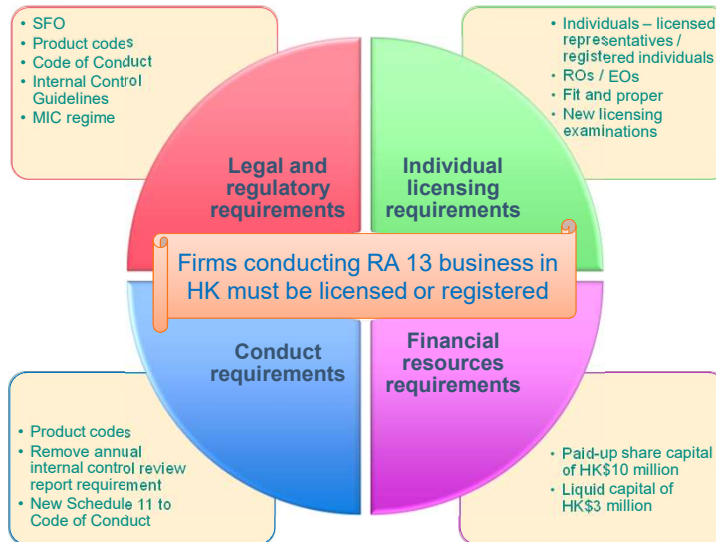 • SFO
• Product codes
• Code of Conduct
• Internal Control
Guidelines
• MIC regime
• Individuals – licensed
representatives /
registered individuals
• ROs / EOs
• Fit and proper
• New licensing
examinations
Legal and
regulatory
requirements
Individual
licensing
requirements
Firms conducting RA 13 business in
HK must be licensed or registered
Conduct
requirements
Financial
resources
requirements
• Product codes
• Remove annual
internal control review
report requirement
• New Schedule 11 to
Code of Conduct
• Paid-up share capital
of HK$10 million
• Liquid capital of
HK$3 million